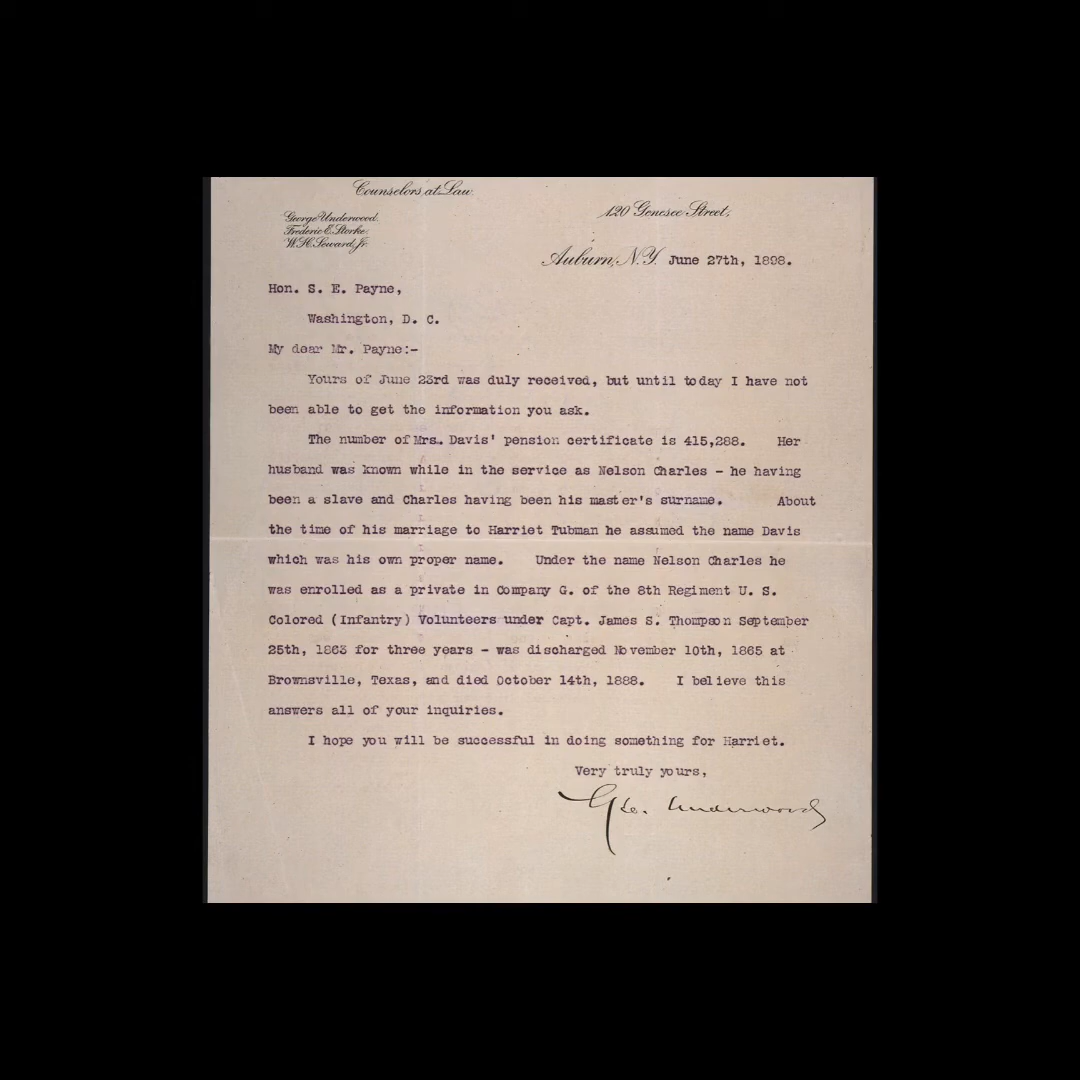 Counselors at Law.
120 Genesee Street,
George Underwood.
Frederic E. Storke.
W. H. Seward, Jr.
Auburn, N.Y. June 27th, 1898.
Hon. S. E. Payne,
Washington, D. C.
My dear Mr. Payne:-
Yours of June 23rd was duly received, but until today I have not
been able to get the information you ask.
The number of Mrs. Davis' pension certificate is 415,288. Her
husband was known while in the service as Nelson Charles - he having
been a slave and Charles having been his master's surname. About
the time of his marriage to Harriet Tubman he assumed the name Davis
which was his own proper name. Under the name Nelson Charles he
was enrolled as a private in Company G. of the 8th Regiment U. S.
Colored (Infantry) Volunteers under Capt. James S. Thompson September
25th, 1863 for three years - was discharged November 10th, 1865 at
Brownsville, Texas, and died October 14th, 1888. I believe this
answers all of your inquiries.
I hope you will be successful in doing something for Harriet.
Very truly yours,
Geo. Underwood